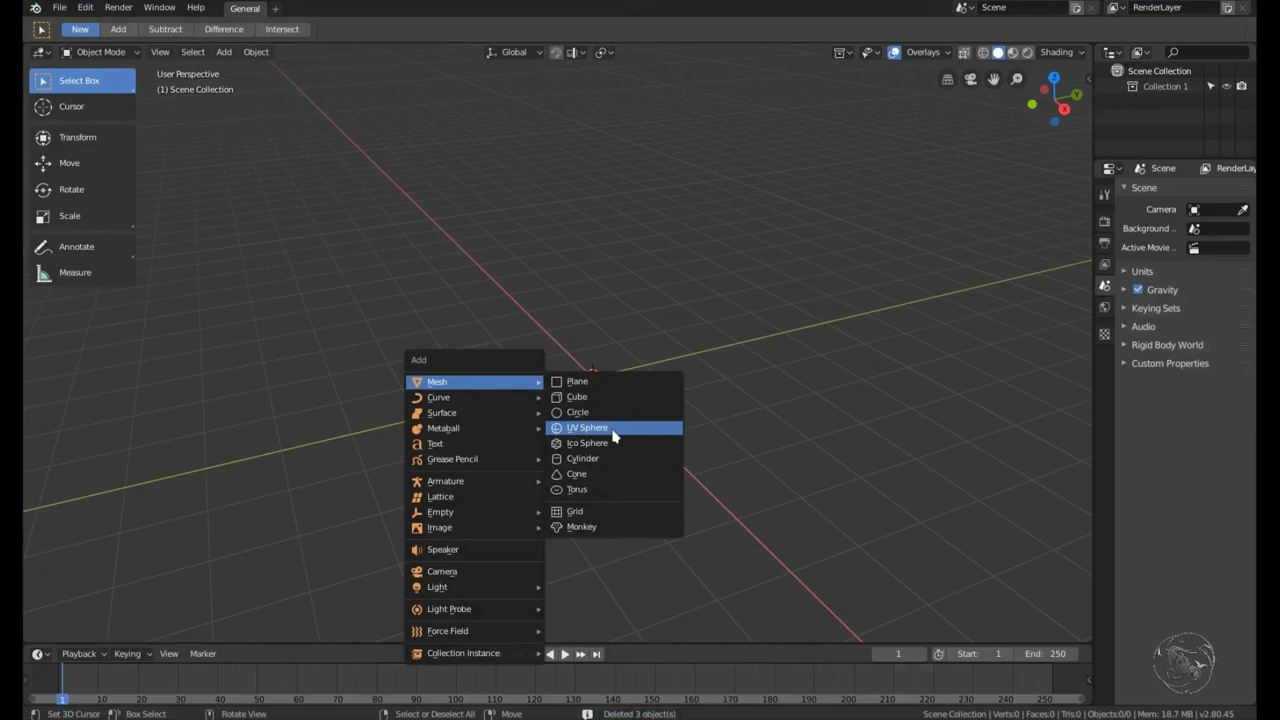 File Edit Render Window Help General + Scene RenderLayer
New Add Subtract Difference Intersect
Object Mode View Select Add Object Global Overlays Shading
Select Box
Cursor
Transform
Move
Rotate
Scale
Annotate
Measure
User Perspective
(1) Scene Collection
Z
Y
X
Add
Mesh
Curve
Surface
Metaball
Text
Grease Pencil
Armature
Lattice
Empty
Image
Speaker
Camera
Light
Light Probe
Force Field
Collection Instance
Plane
Cube
Circle
UV Sphere
Ico Sphere
Cylinder
Cone
Torus
Grid
Monkey
Scene Collection
Collection 1
Scene RenderLay
Scene
Camera
Background ..
Active Movie ..
Units
Gravity
Keying Sets
Audio
Rigid Body World
Custom Properties
Playback Keying View Marker 1 Start: 1 End: 250
1 10 20 30 40 50 60 70 80 90 100 110 120 130 140 150 160 170 180 190 200 210 220 230 240 250
Set 3D Cursor Box Select Rotate View Select or Deselect All Move Deleted 3 object(s) Scene Collection | Verts:0 | Faces:0 | Tris:0 | Objects:0/0 | Mem: 18.7 MB | v2.80.45